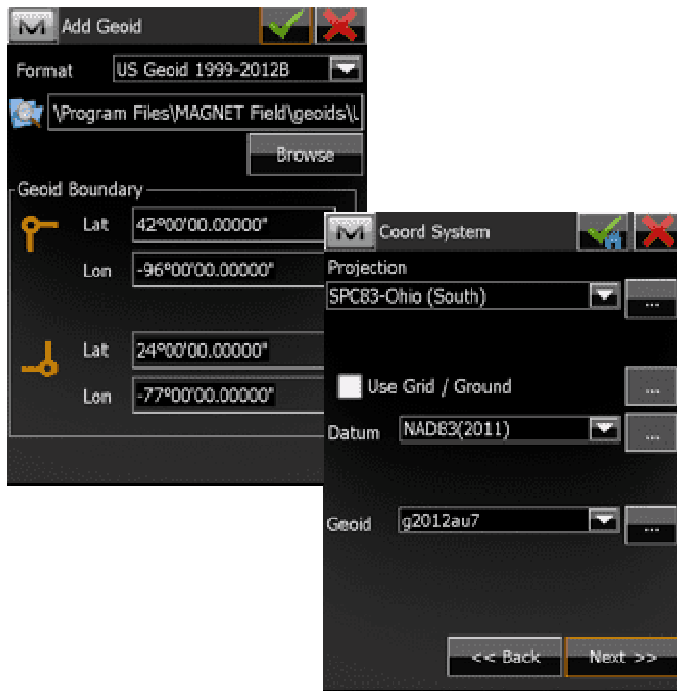 Add Geoid
Format US Geoid 1999-2012B
\Program Files\MAGNET Field\geoids\
Browse
Geoid Boundary
Lat 42°00'00.00000"
Lon -96°00'00.00000"
Lat 24°00'00.00000"
Lon -77°00'00.00000"
Coord System
Projection
SPC83-Ohio (South)
...
Use Grid / Ground
...
Datum NAD83(2011)
...
Geoid g2012au7
...
<< Back Next >>